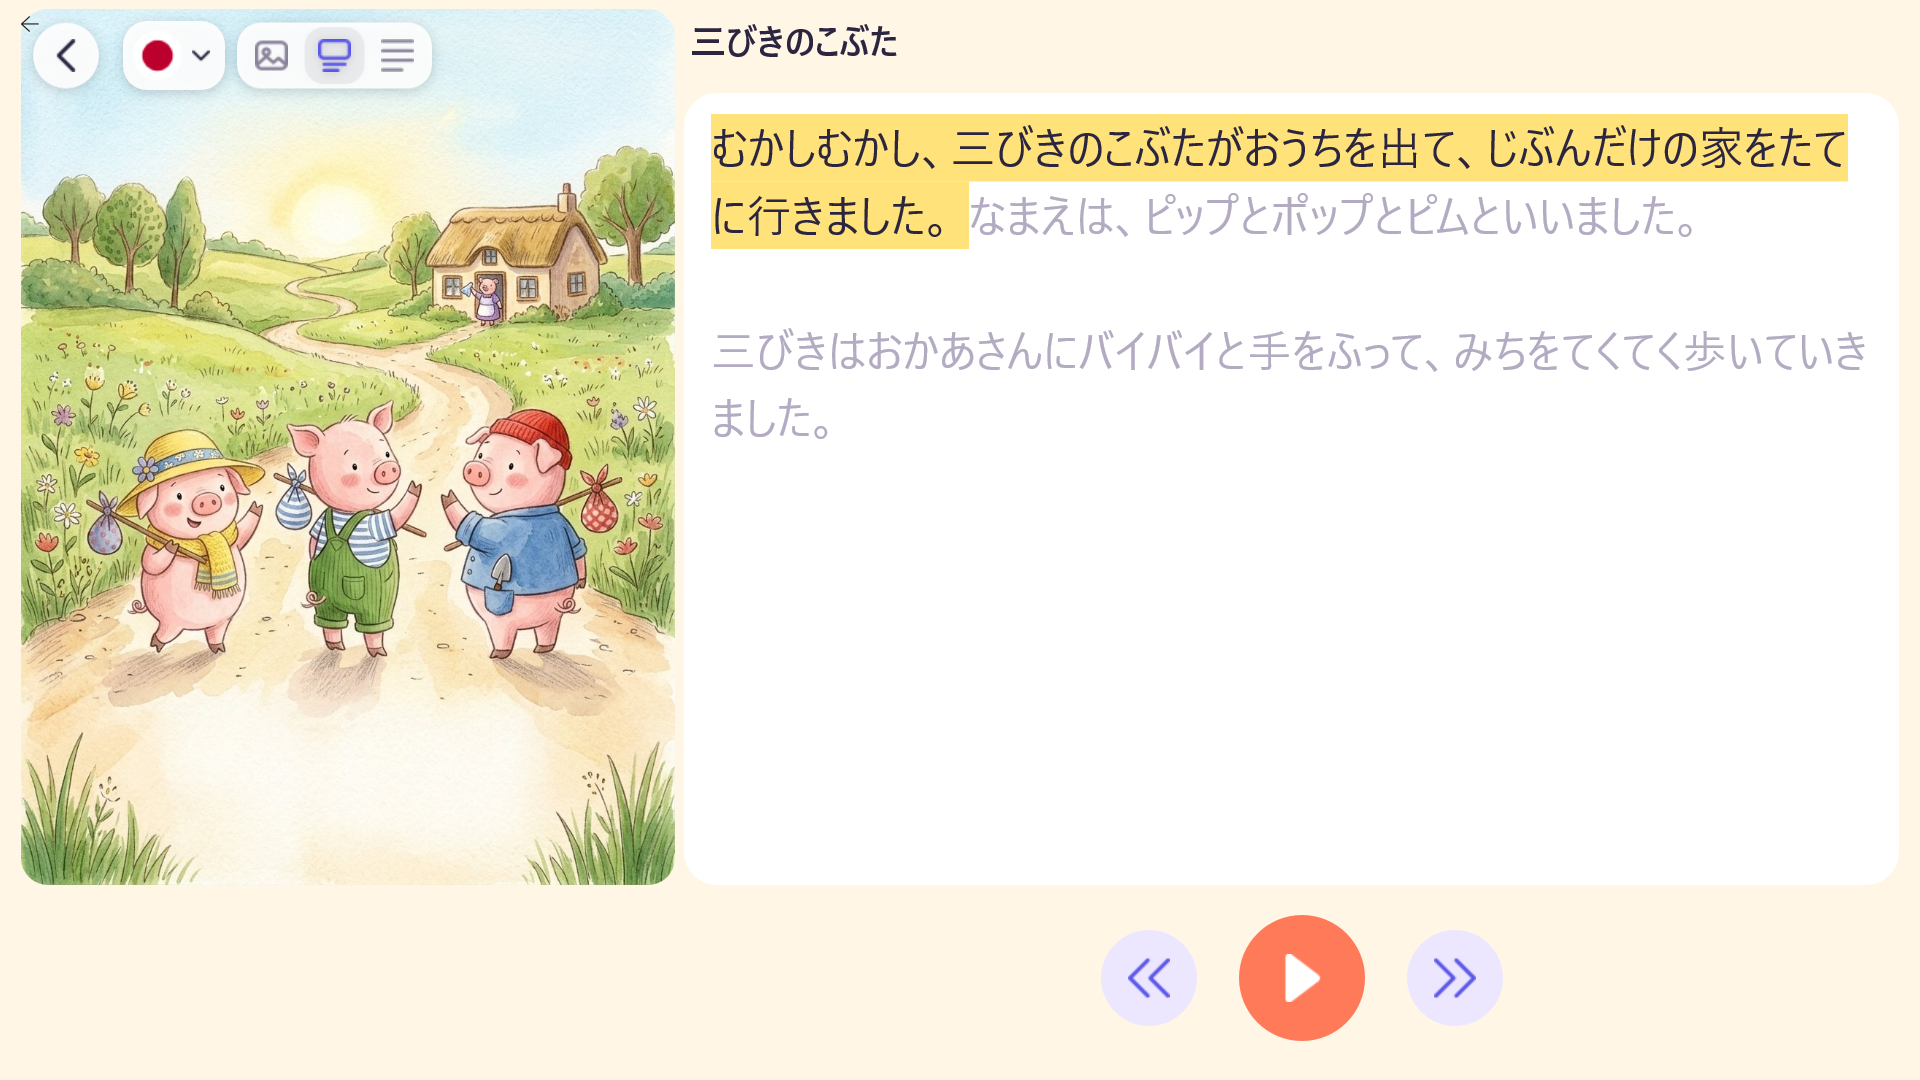 三びきのこぶた
むかしむかし、三びきのこぶたがおうちを出て、じぶんだけの家をたて
に行きました。なまえは、ピップとポップとピムといいました。
三びきはおかあさんにバイバイと手をふって、みちをてくてく歩いていき
ました。